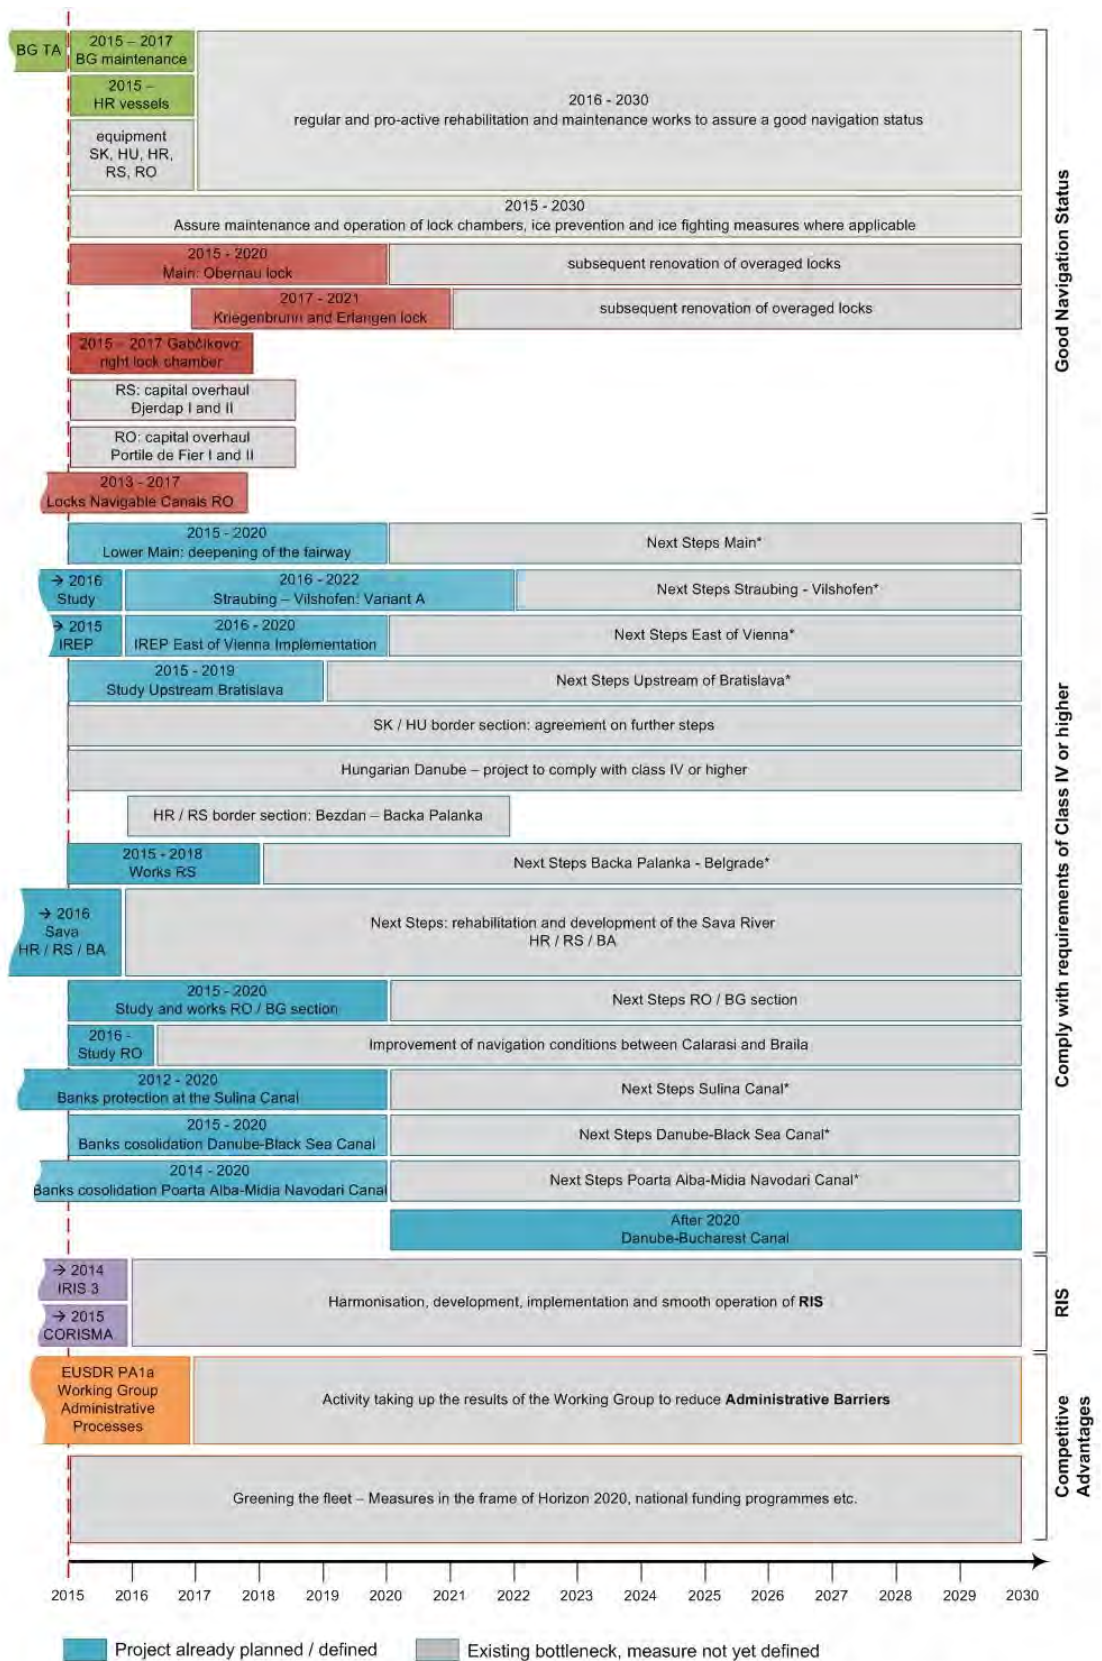 BG TA
2015 – 2017
BG maintenance
2015 –
HR vessels
equipment
SK, HU, HR,
RS, RO
2016 - 2030
regular and pro-active rehabilitation and maintenance works to assure a good navigation status
2015 - 2030
Assure maintenance and operation of lock chambers, ice prevention and ice fighting measures where applicable
2015 - 2020
Main: Obernau lock
subsequent renovation of overaged locks
2017 - 2021
Kriegenbrunn and Erlangen lock
subsequent renovation of overaged locks
2015 – 2017 Gabčíkovo:
right lock chamber
RS: capital overhaul
Djerdap I and II
RO: capital overhaul
Portile de Fier I and II
2013 - 2017
Locks Navigable Canals RO
Good Navigation Status
2015 - 2020
Lower Main: deepening of the fairway
Next Steps Main*
→ 2016
Study
2016 - 2022
Straubing – Vilshofen: Variant A
Next Steps Straubing - Vilshofen*
→ 2015
IREP
2016 - 2020
IREP East of Vienna Implementation
Next Steps East of Vienna*
2015 - 2019
Study Upstream Bratislava
Next Steps Upstream of Bratislava*
SK / HU border section: agreement on further steps
Hungarian Danube – project to comply with class IV or higher
HR / RS border section: Bezdan – Backa Palanka
2015 - 2018
Works RS
Next Steps Backa Palanka - Belgrade*
→ 2016
Sava
HR / RS / BA
Next Steps: rehabilitation and development of the Sava River
HR / RS / BA
2015 - 2020
Study and works RO / BG section
Next Steps RO / BG section
2016 -
Study RO
Improvement of navigation conditions between Calarasi and Braila
2012 - 2020
Banks protection at the Sulina Canal
Next Steps Sulina Canal*
2015 - 2020
Banks cosolidation Danube-Black Sea Canal
Next Steps Danube-Black Sea Canal*
2014 - 2020
Banks cosolidation Poarta Alba-Midia Navodari Canal
Next Steps Poarta Alba-Midia Navodari Canal*
After 2020
Danube-Bucharest Canal
Comply with requirements of Class IV or higher
→ 2014
IRIS 3
→ 2015
CORISMA
Harmonisation, development, implementation and smooth operation of RIS
RIS
EUSDR PA1a
Working Group
Administrative
Processes
Activity taking up the results of the Working Group to reduce Administrative Barriers
Greening the fleet – Measures in the frame of Horizon 2020, national funding programmes etc.
Competitive
Advantages
2015 2016 2017 2018 2019 2020 2021 2022 2023 2024 2025 2026 2027 2028 2029 2030
Project already planned / defined
Existing bottleneck, measure not yet defined